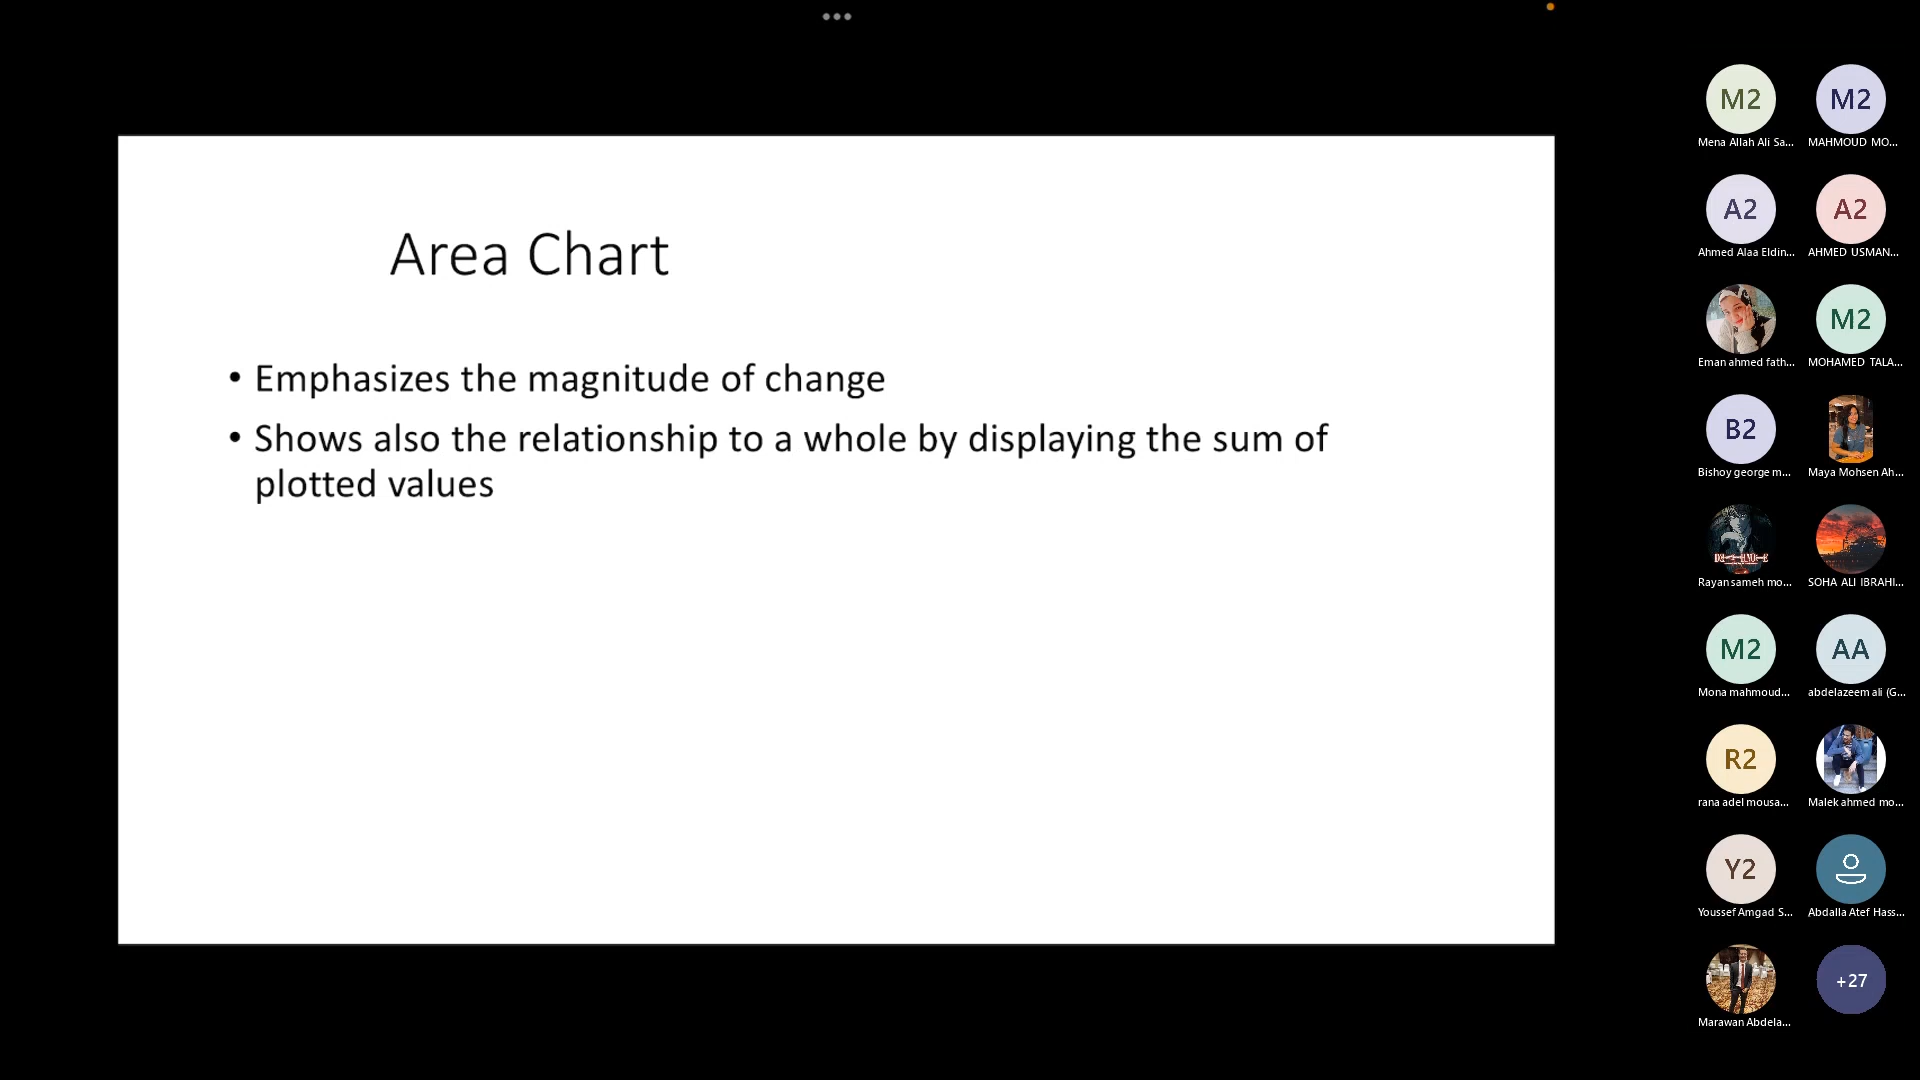 Area Chart
• Emphasizes the magnitude of change
• Shows also the relationship to a whole by displaying the sum of
plotted values
M2
Mena Allah Ali Sa...
M2
MAHMOUD MO...
A2
Ahmed Alaa Eldin...
A2
AHMED USMAN...
Eman ahmed fath...
M2
MOHAMED TALA...
B2
Bishoy george m...
Maya Mohsen Ah...
Rayan sameh mo...
SOHA ALI IBRAHI...
M2
Mona mahmoud...
AA
abdelazeem ali (G...
R2
rana adel mousa...
Malek ahmed mo...
Y2
Youssef Amgad S...
Abdalla Atef Hass...
Marawan Abdela...
+27